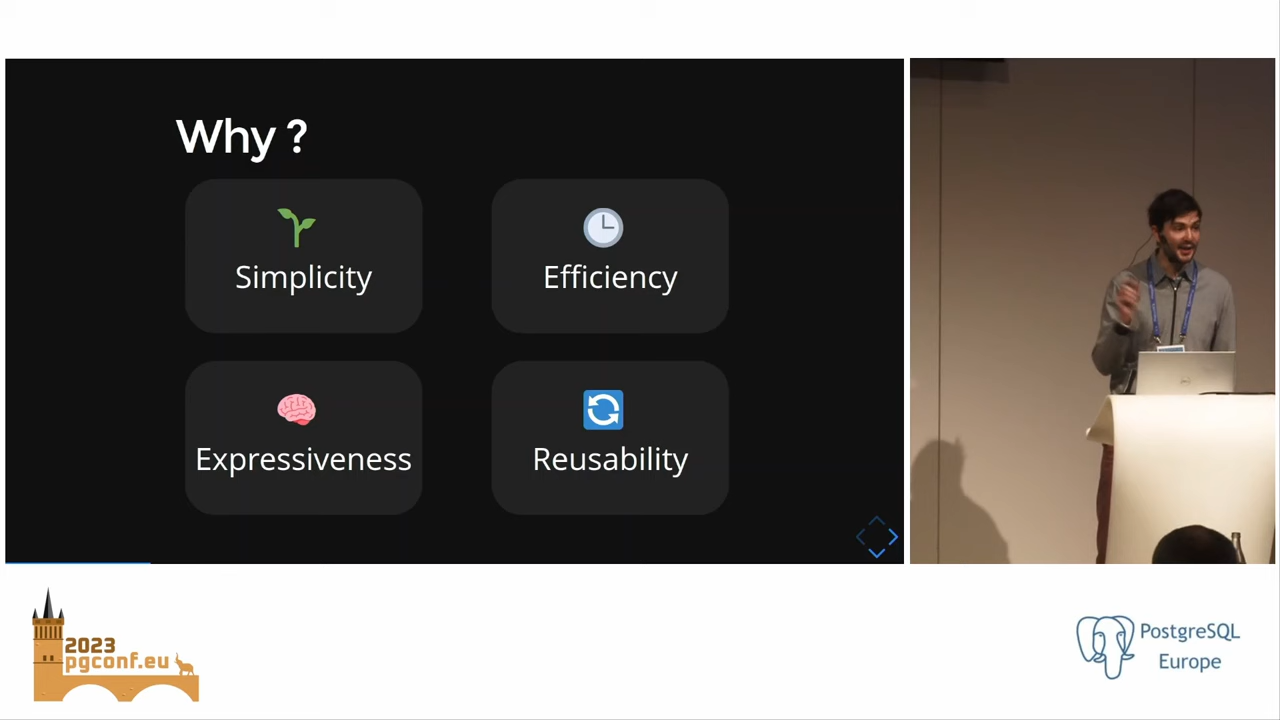 Why ?
Simplicity
Efficiency
Expressiveness
Reusability
2023
pgconf.eu
PostgreSQL
Europe